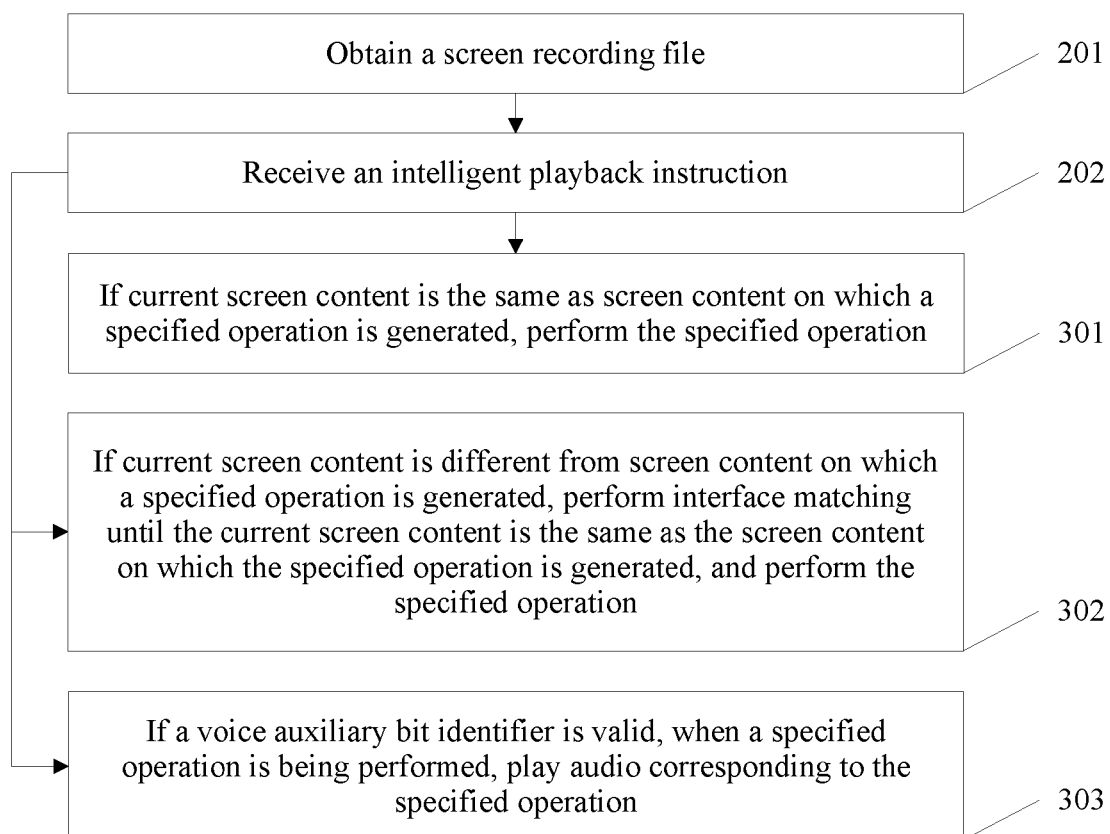 Obtain a screen recording file
201
Receive an intelligent playback instruction
202
If current screen content is the same as screen content on which a
specified operation is generated, perform the specified operation
301
If current screen content is different from screen content on which
a specified operation is generated, perform interface matching
until the current screen content is the same as the screen content
on which the specified operation is generated, and perform the
specified operation
302
If a voice auxiliary bit identifier is valid, when a specified
operation is being performed, play audio corresponding to the
specified operation
303